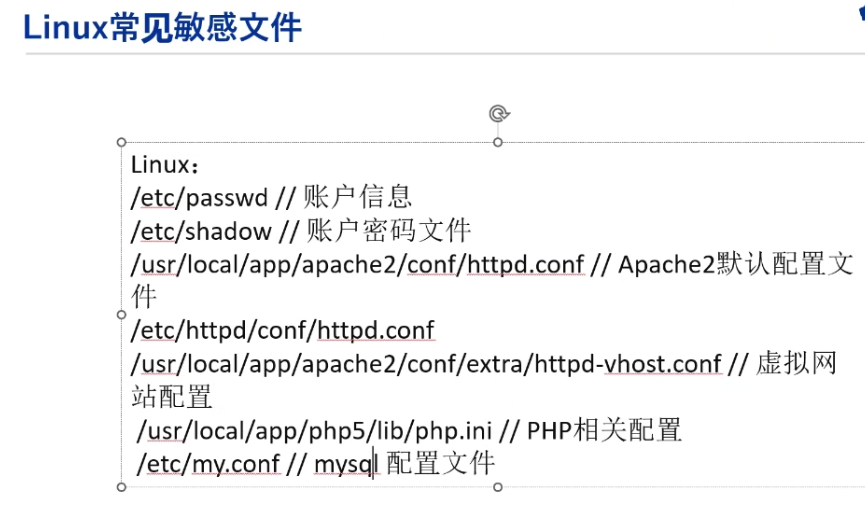 Linux常见敏感文件
Linux：
/etc/passwd // 账户信息
/etc/shadow // 账户密码文件
/usr/local/app/apache2/conf/httpd.conf // Apache2默认配置文
件
/etc/httpd/conf/httpd.conf
/usr/local/app/apache2/conf/extra/httpd-vhost.conf // 虚拟网
站配置
/usr/local/app/php5/lib/php.ini // PHP相关配置
/etc/my.conf // mysql 配置文件